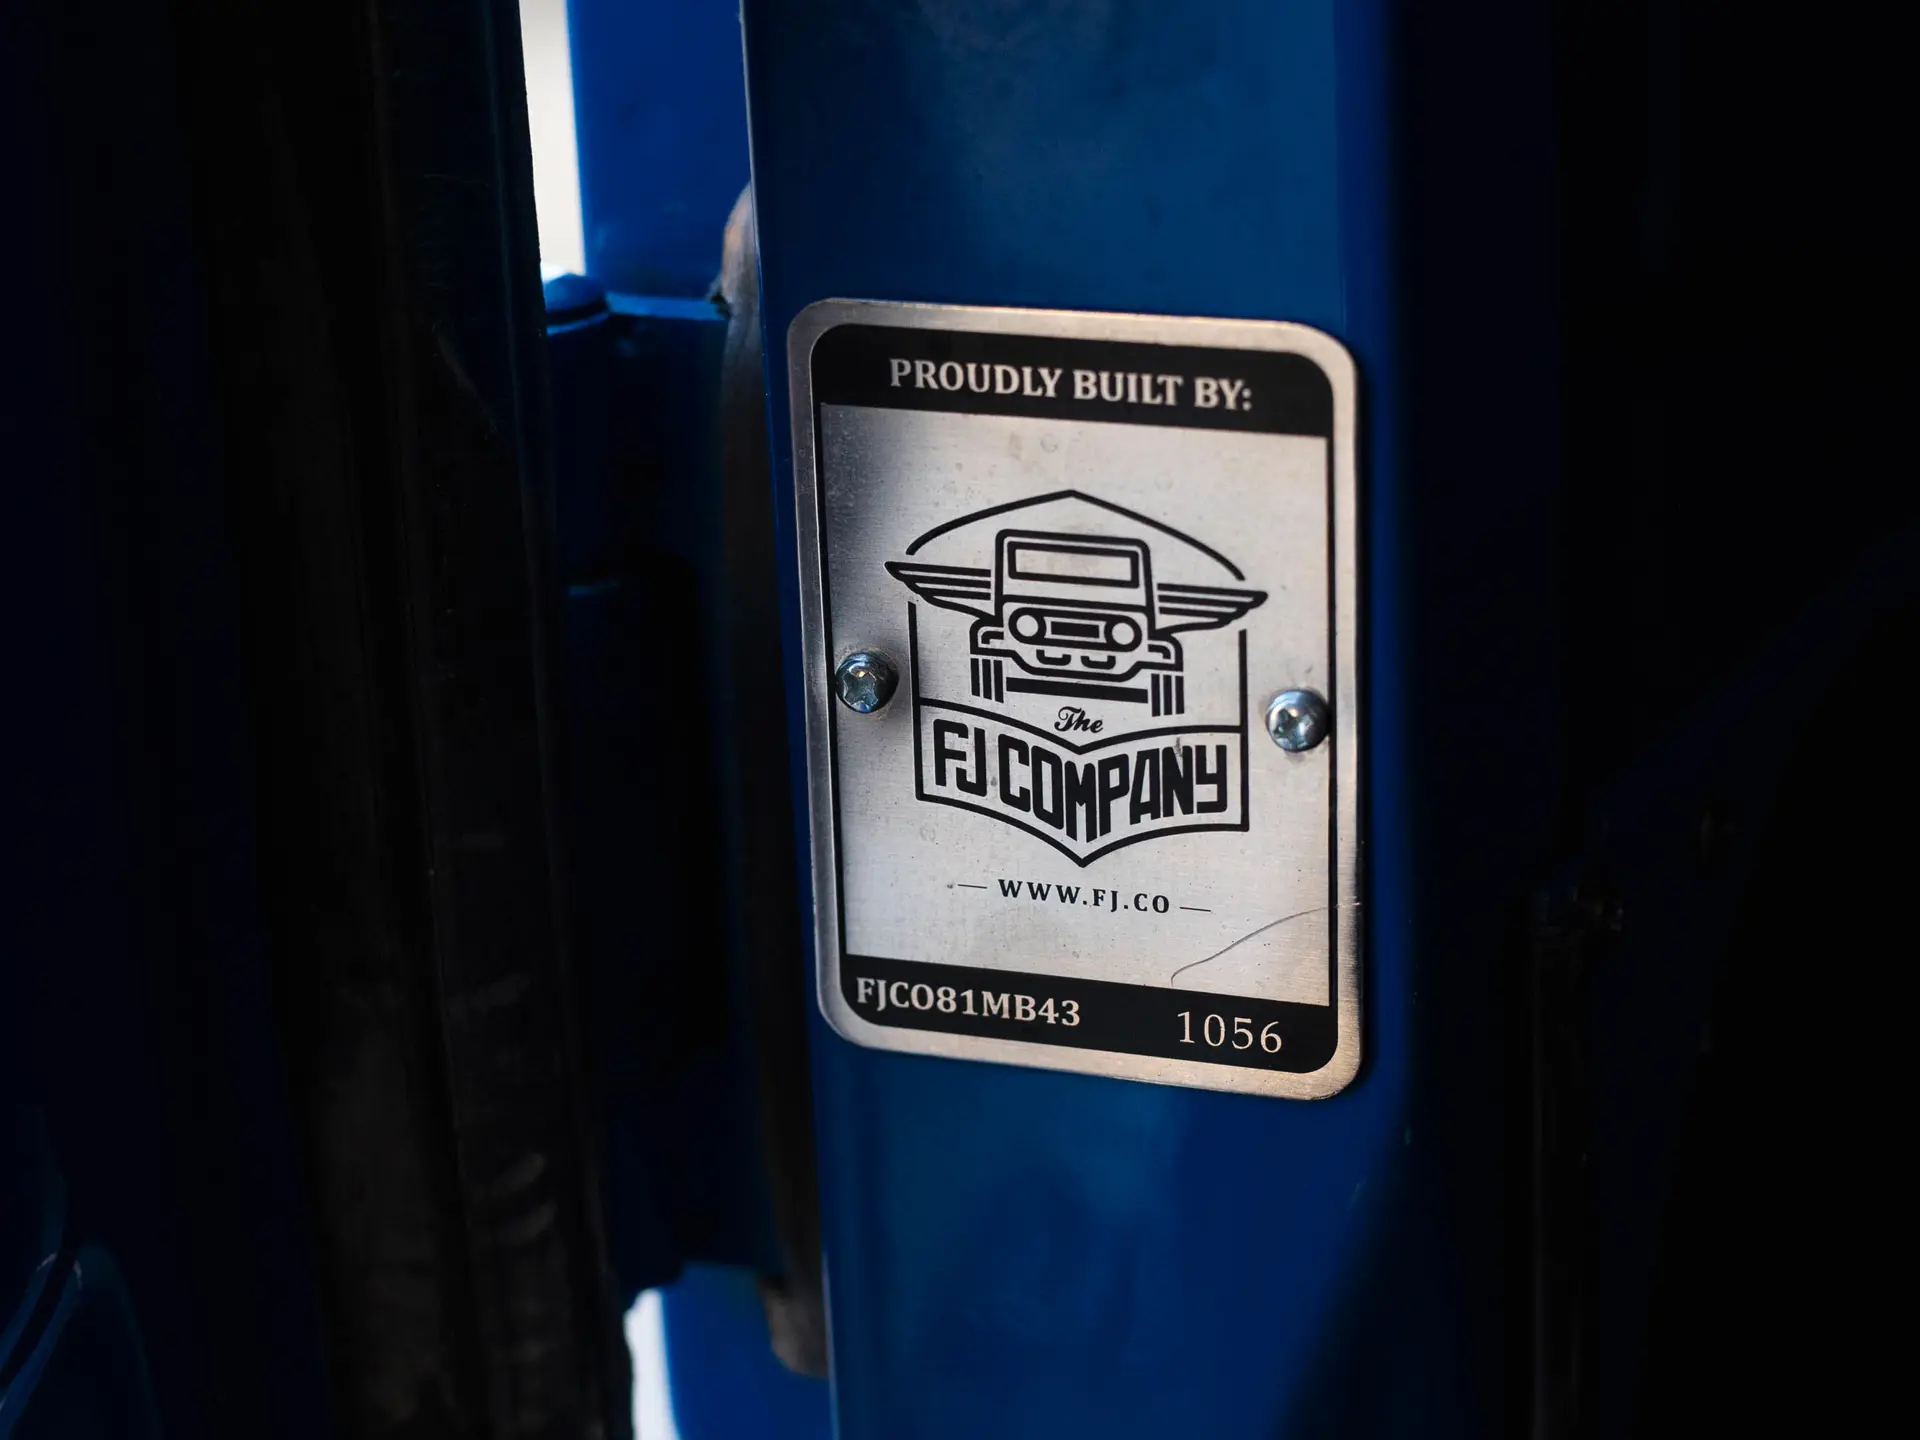 PROUDLY BUILT BY:
The
FJ COMPANY
— WWW.FJ.CO —
FJCO81MB43 1056